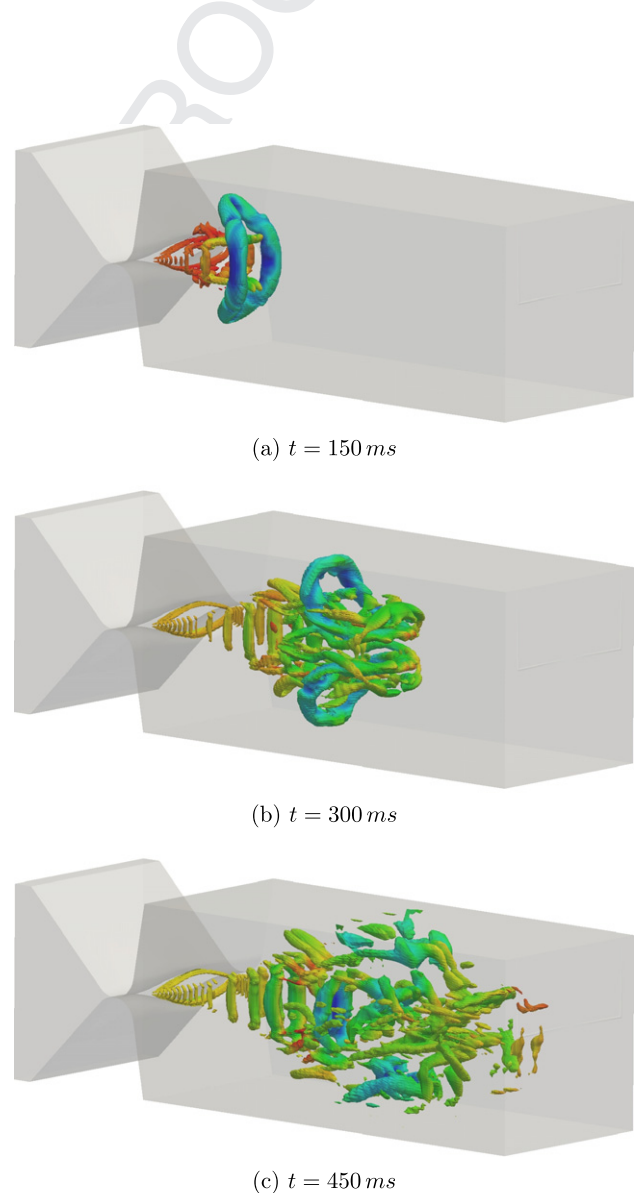 (a) t = 150 ms
(b) t = 300 ms
(c) t = 450 ms